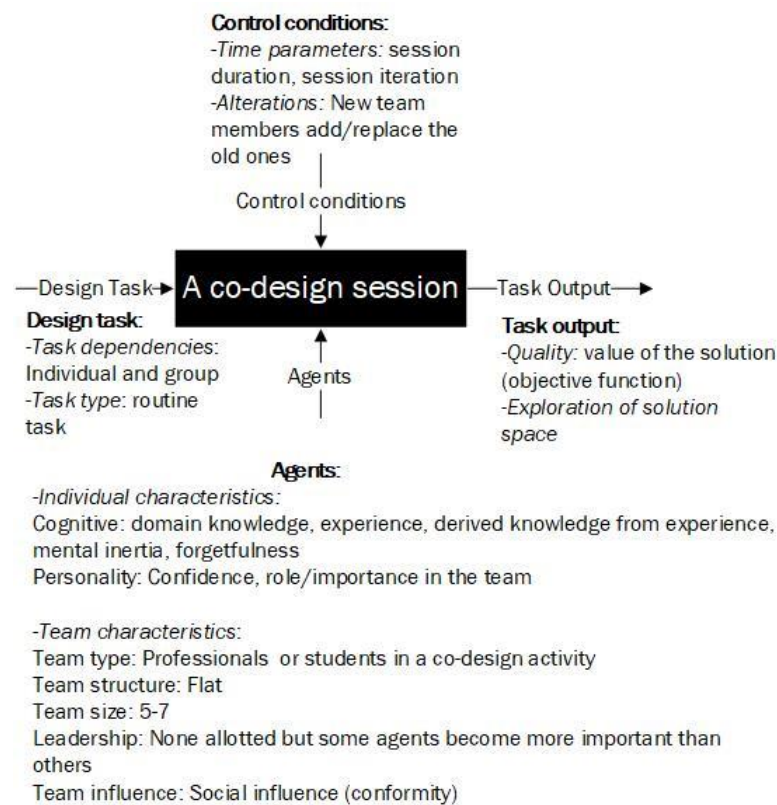 Control conditions:
-Time parameters: session
duration, session iteration
-Alterations: New team
members add/replace the
old ones
Control conditions
Design Task
A co-design session
Task Output
Design task:
-Task dependencies:
Individual and group
-Task type: routine
task
Agents
Task output:
-Quality: value of the solution
(objective function)
-Exploration of solution
space
Agents:
-Individual characteristics:
Cognitive: domain knowledge, experience, derived knowledge from experience,
mental inertia, forgetfulness
Personality: Confidence, role/importance in the team
-Team characteristics:
Team type: Professionals or students in a co-design activity
Team structure: Flat
Team size: 5-7
Leadership: None allotted but some agents become more important than
others
Team influence: Social influence (conformity)